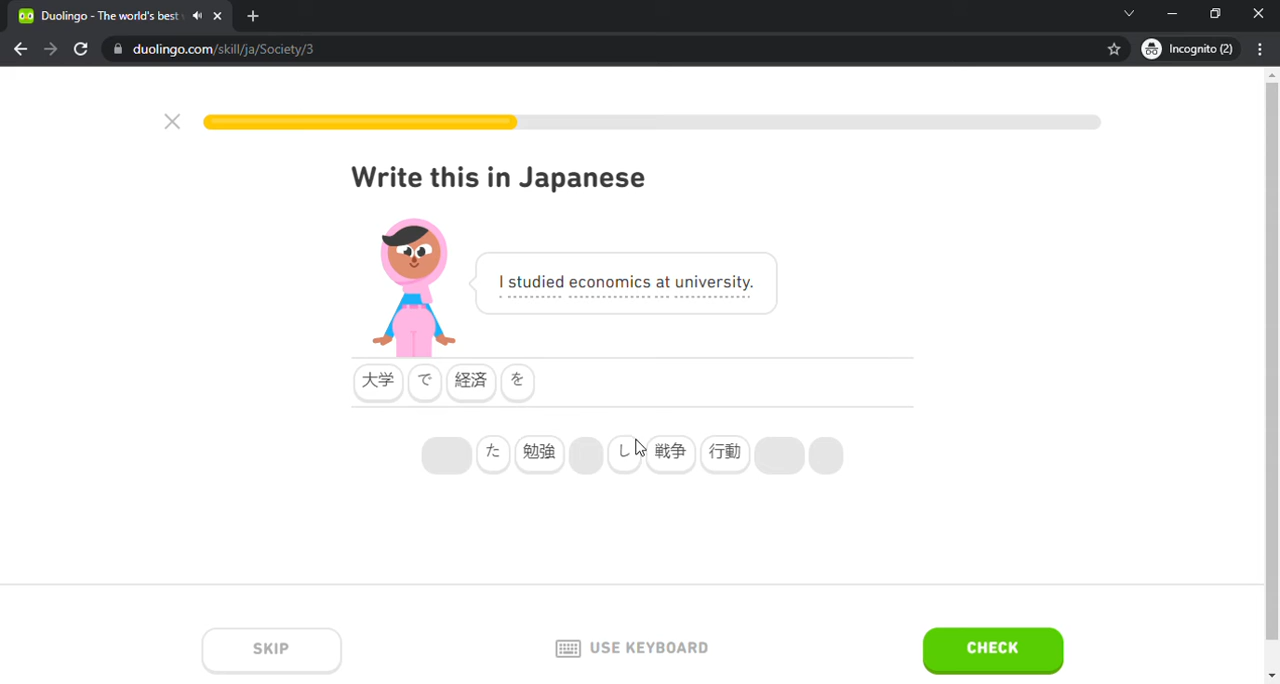 Duolingo - The world's best
duolingo.com/skill/ja/Society/3
Incognito (2)
Write this in Japanese
I studied economics at university.
大学 で 経済 を
た 勉強 し 戦争 行動
SKIP
USE KEYBOARD
CHECK